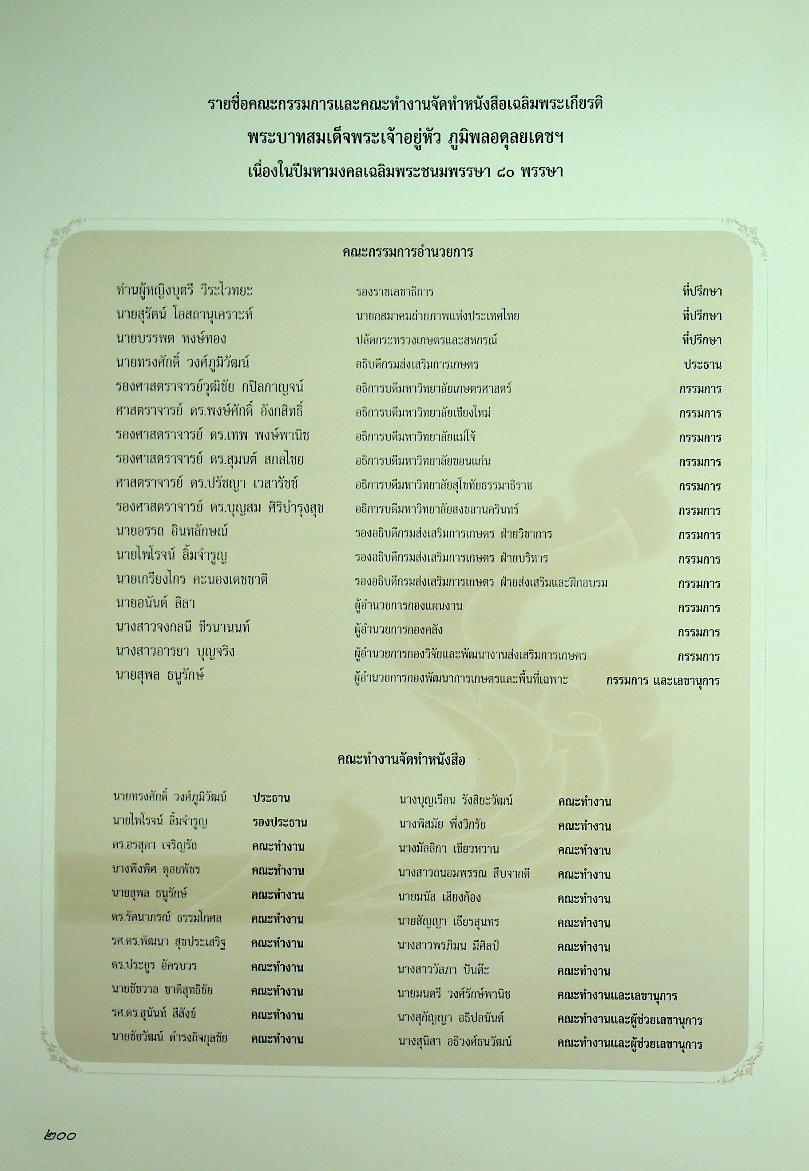 รายชื่อคณะกรรมการและคณะทำงานจัดทำหนังสือเฉลิมพระเกียรติ
พระบาทสมเด็จพระเจ้าอยู่หัว ภูมิพลอดุลยเดชฯ
เนื่องในปีมหามงคลเฉลิมพระชนมพรรษา ๘๐ พรรษา
คณะกรรมการอำนวยการ
ท่านผู้หญิงบุตรี วีระไวทยะ รองราชเลขาธิการ ที่ปรึกษา
นายสุรัตน์ โอสถานุเคราะห์ นายกสมาคมถ่ายภาพแห่งประเทศไทย ที่ปรึกษา
นายบรรพต หงษ์ทอง ปลัดกระทรวงเกษตรและสหกรณ์ ที่ปรึกษา
นายทรงศักดิ์ วงศ์ภูมิวัฒน์ อธิบดีกรมส่งเสริมการเกษตร ประธาน
รองศาสตราจารย์วุฒิชัย กปิลกาญจน์ อธิการบดีมหาวิทยาลัยเกษตรศาสตร์ กรรมการ
ศาสตราจารย์ ดร.พงษ์ศักดิ์ อังกสิทธิ์ อธิการบดีมหาวิทยาลัยเชียงใหม่ กรรมการ
รองศาสตราจารย์ ดร.เทพ พงษ์พานิช อธิการบดีมหาวิทยาลัยแม่โจ้ กรรมการ
รองศาสตราจารย์ ดร.สุมนต์ สกลไชย อธิการบดีมหาวิทยาลัยขอนแก่น กรรมการ
ศาสตราจารย์ ดร.ปรัชญา เวสารัชช์ อธิการบดีมหาวิทยาลัยสุโขทัยธรรมาธิราช กรรมการ
รองศาสตราจารย์ ดร.บุญสม ศิริบำรุงสุข อธิการบดีมหาวิทยาลัยสงขลานครินทร์ กรรมการ
นายอรรถ อินทลักษณ์ รองอธิบดีกรมส่งเสริมการเกษตร ฝ่ายวิชาการ กรรมการ
นายไพโรจน์ ลิ้มจำรูญ รองอธิบดีกรมส่งเสริมการเกษตร ฝ่ายบริหาร กรรมการ
นายเกรียงไกร คะนองเดชชาติ รองอธิบดีกรมส่งเสริมการเกษตร ฝ่ายส่งเสริมและฝึกอบรม กรรมการ
นายอนันต์ ลิลา ผู้อำนวยการกองแผนงาน กรรมการ
นางสาวจงกลนี ชีรนานนท์ ผู้อำนวยการกองคลัง กรรมการ
นางสาวอารยา บุญจริง ผู้อำนวยการกองวิจัยและพัฒนางานส่งเสริมการเกษตร กรรมการ
นายสุพล ธนูรักษ์ ผู้อำนวยการกองพัฒนาการเกษตรและพื้นที่เฉพาะ กรรมการ และเลขานุการ
คณะทำงานจัดทำหนังสือ
นายทรงศักดิ์ วงศ์ภูมิวัฒน์ ประธาน นางบุญเรือน รังสิยะวัฒน์ คณะทำงาน
นายไพโรจน์ ลิ้มจำรูญ รองประธาน นางพิสมัย พึ่งวิกรัย คณะทำงาน
ดร.อรสุดา เจริญรัถ คณะทำงาน นางมัลลิกา เขียวหวาน คณะทำงาน
นางพึงพิศ ดุลยพัชร คณะทำงาน นางสาวถนอมพรรณ สืบจากดี คณะทำงาน
นายสุพล ธนูรักษ์ คณะทำงาน นายมนัส เสียงก้อง คณะทำงาน
ดร.รัตนาภรณ์ ธรรมโกศล คณะทำงาน นายสัญญา เธียรสุนทร คณะทำงาน
รศ.ดร.พัฒนา สุขประเสริฐ คณะทำงาน นางสาวพรภิมน มีศิลป์ คณะทำงาน
ดร.ประยูร อัครบวร คณะทำงาน นางสาววัลภา ปันต๊ะ คณะทำงาน
นายธัชวาล ชาติสุทธิชัย คณะทำงาน นายมนตรี วงศ์รักษ์พานิช คณะทำงานและเลขานุการ
รศ.ดร.สุนันท์ สีสังข์ คณะทำงาน นางสุกัญญา อธิปอนันต์ คณะทำงานและผู้ช่วยเลขานุการ
นายชัยวัฒน์ ดำรงกิจกุลชัย คณะทำงาน นางสุนิสา อธิวงศ์ธนวัฒน์ คณะทำงานและผู้ช่วยเลขานุการ
๒๐๐